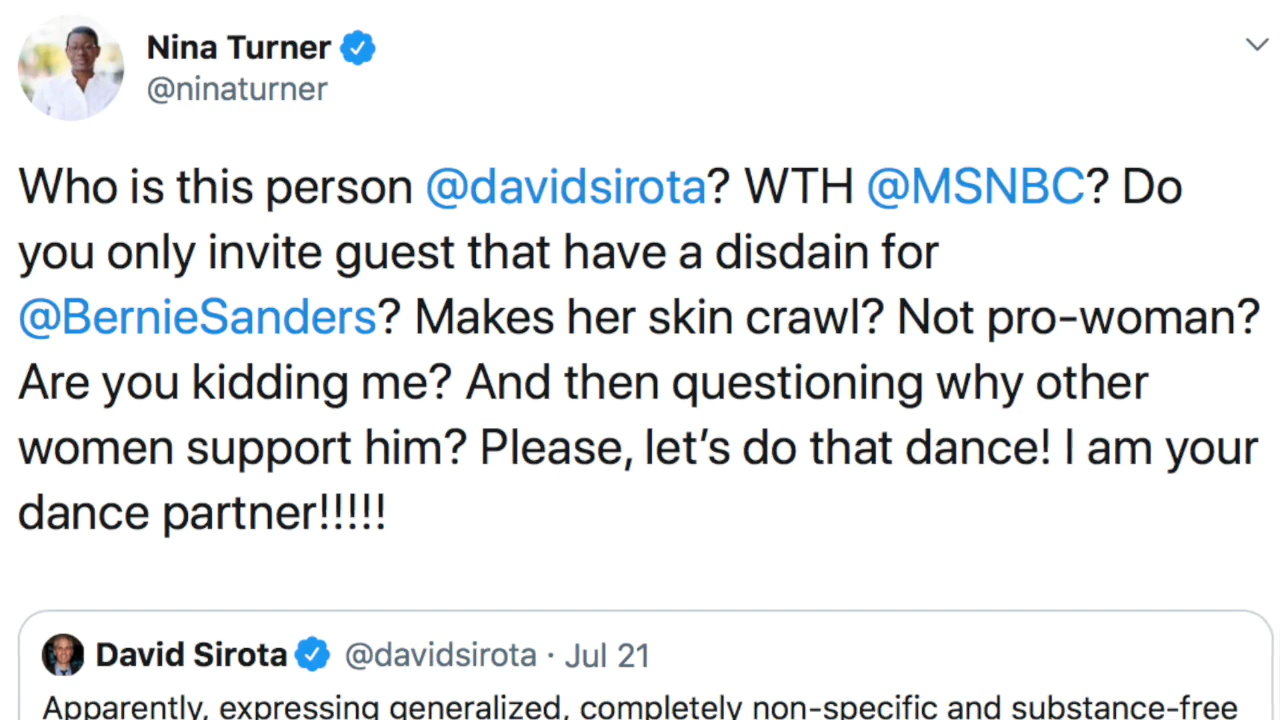 Nina Turner
@ninaturner
Who is this person @davidsirota? WTH @MSNBC? Do
you only invite guest that have a disdain for
@BernieSanders? Makes her skin crawl? Not pro-woman?
Are you kidding me? And then questioning why other
women support him? Please, let’s do that dance! I am your
dance partner!!!!!
David Sirota @davidsirota · Jul 21
Apparently, expressing generalized, completely non-specific and substance-free